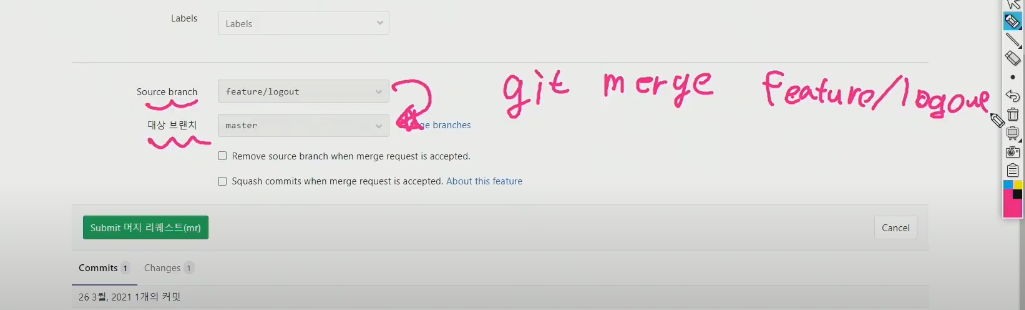 Labels
Labels
Source branch
feature/logout
git merge feature/logout
대상 브랜치
master
ge branches
Remove source branch when merge request is accepted.
Squash commits when merge request is accepted. About this feature
Submit 머지 리퀘스트(mr)
Cancel
Commits 1
Changes 1
26 3월, 2021 1개의 커밋